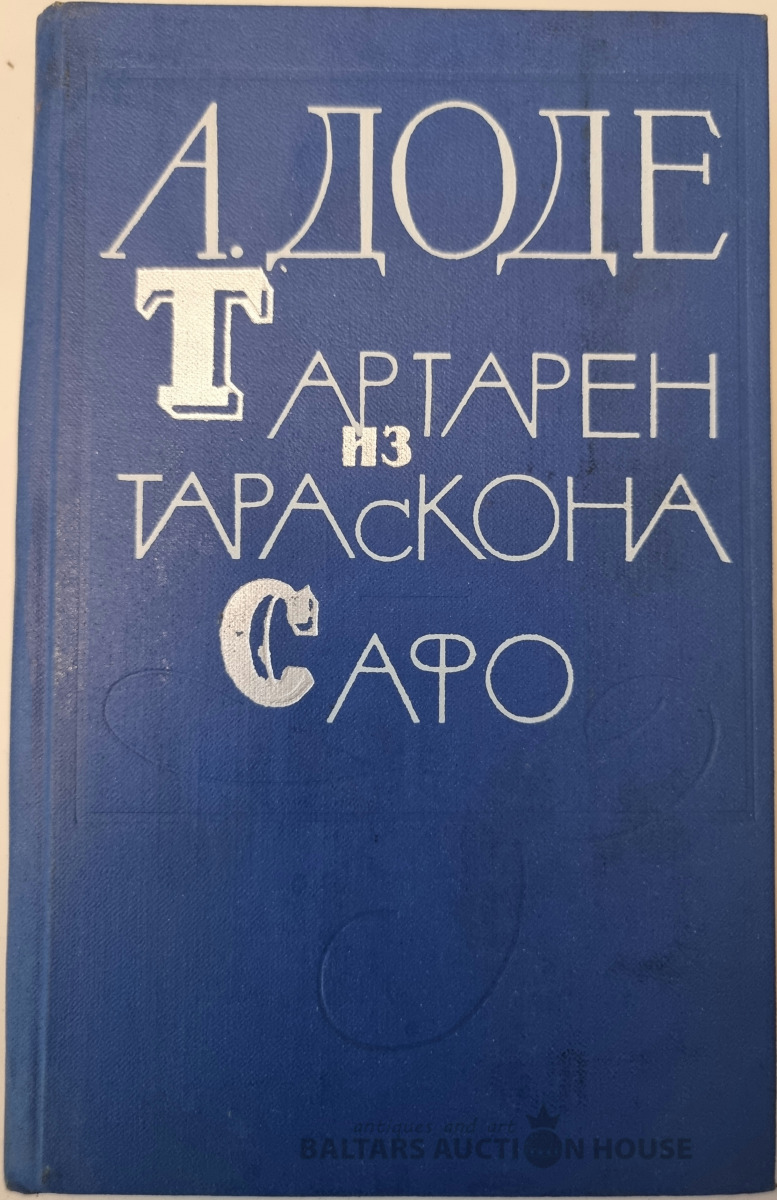 А. ДОДЕ
ТАРТАРЕН
ИЗ
ТАРАСКОНА
САФО
antiques and art
BALTARS AUCTION HOUSE